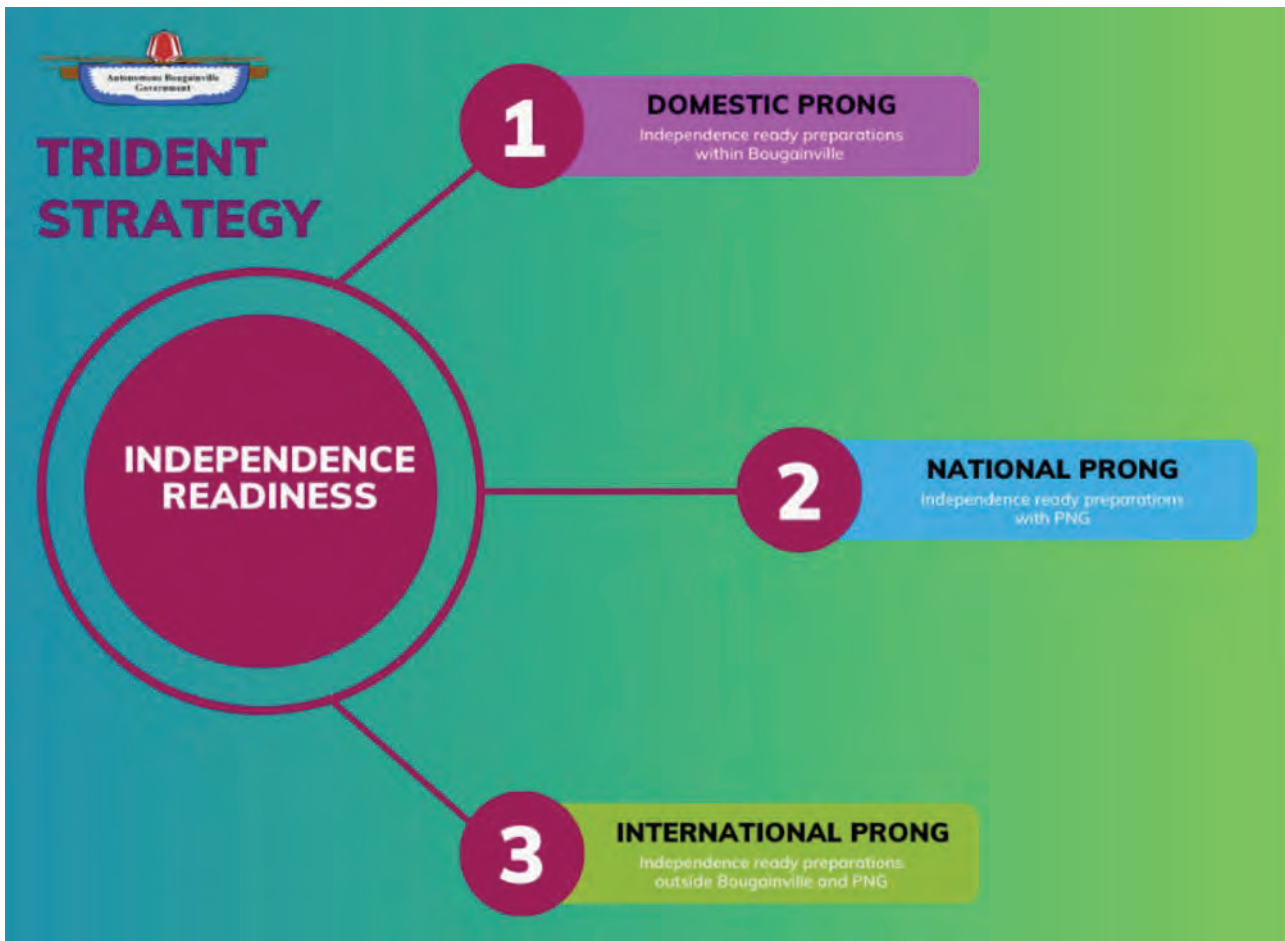 Autonomous Bougainville
Government
TRIDENT
STRATEGY
1
DOMESTIC PRONG
Independence ready preparations
within Bougainville
INDEPENDENCE
READINESS
2
NATIONAL PRONG
Independence ready preparations
with PNG
3
INTERNATIONAL PRONG
Independence ready preparations
outside Bougainville and PNG